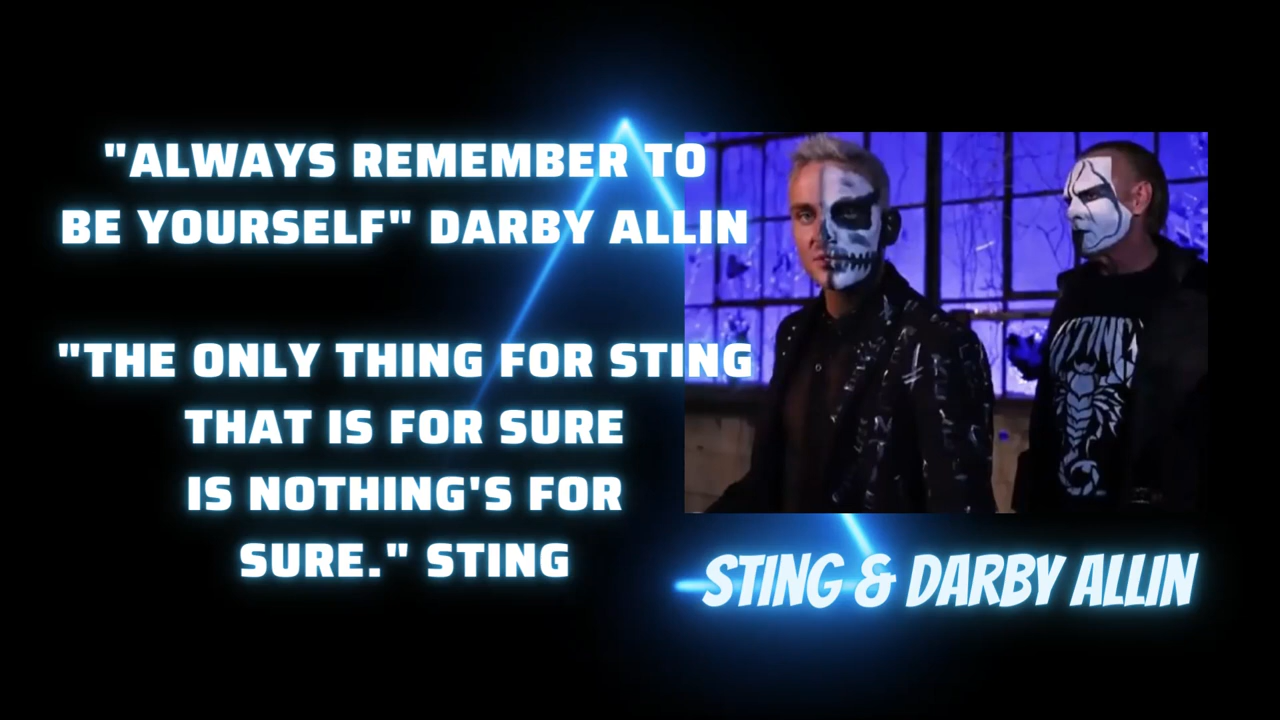 "ALWAYS REMEMBER TO
BE YOURSELF" DARBY ALLIN
"THE ONLY THING FOR STING
THAT IS FOR SURE
IS NOTHING'S FOR
SURE." STING
STING
STING & DARBY ALLIN